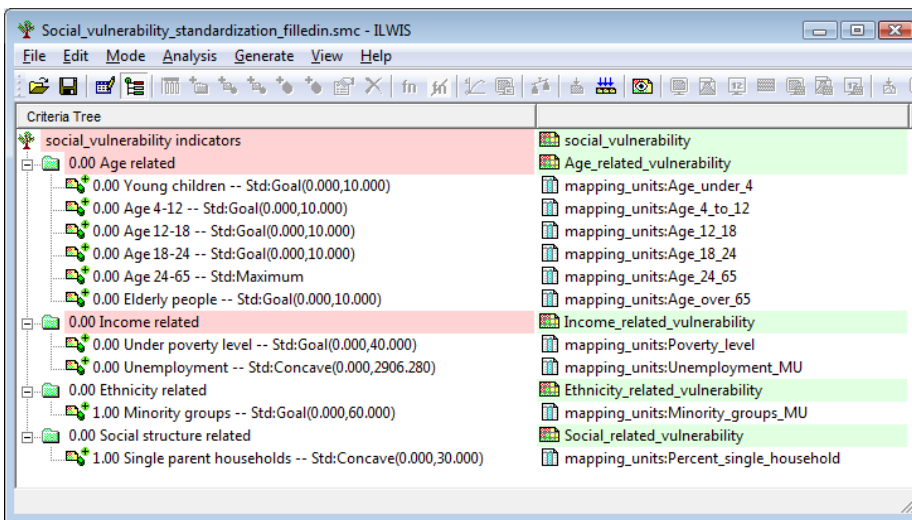 Social_vulnerability_standardization_filledin.smc - ILWIS
File Edit Mode Analysis Generate View Help
fn fn 12
Criteria Tree
social_vulnerability indicators social_vulnerability
0.00 Age related Age_related_vulnerability
0.00 Young children -- Std:Goal(0.000,10.000) mapping_units:Age_under_4
0.00 Age 4-12 -- Std:Goal(0.000,10.000) mapping_units:Age_4_to_12
0.00 Age 12-18 -- Std:Goal(0.000,10.000) mapping_units:Age_12_18
0.00 Age 18-24 -- Std:Goal(0.000,10.000) mapping_units:Age_18_24
0.00 Age 24-65 -- Std:Maximum mapping_units:Age_24_65
0.00 Elderly people -- Std:Goal(0.000,10.000) mapping_units:Age_over_65
0.00 Income related Income_related_vulnerability
0.00 Under poverty level -- Std:Goal(0.000,40.000) mapping_units:Poverty_level
0.00 Unemployment -- Std:Concave(0.000,2906.280) mapping_units:Unemployment_MU
0.00 Ethnicity related Ethnicity_related_vulnerability
1.00 Minority groups -- Std:Goal(0.000,60.000) mapping_units:Minority_groups_MU
0.00 Social structure related Social_related_vulnerability
1.00 Single parent households -- Std:Concave(0.000,30.000) mapping_units:Percent_single_household